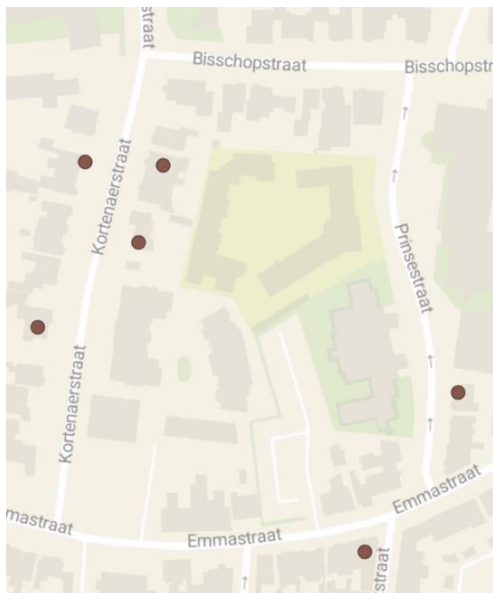 straat
Bisschopstraat
Bisschopstr
Kortenaerstraat
Prinsestraat
Kortenaerstraat
Emmastraat
mastraat
Emmastraat
straat